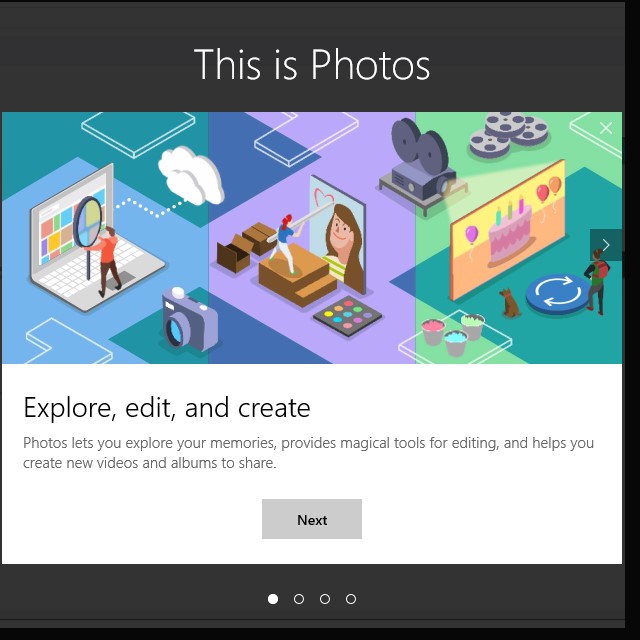 This is Photos
Explore, edit, and create
Photos lets you explore your memories, provides magical tools for editing, and helps you
create new videos and albums to share.
Next